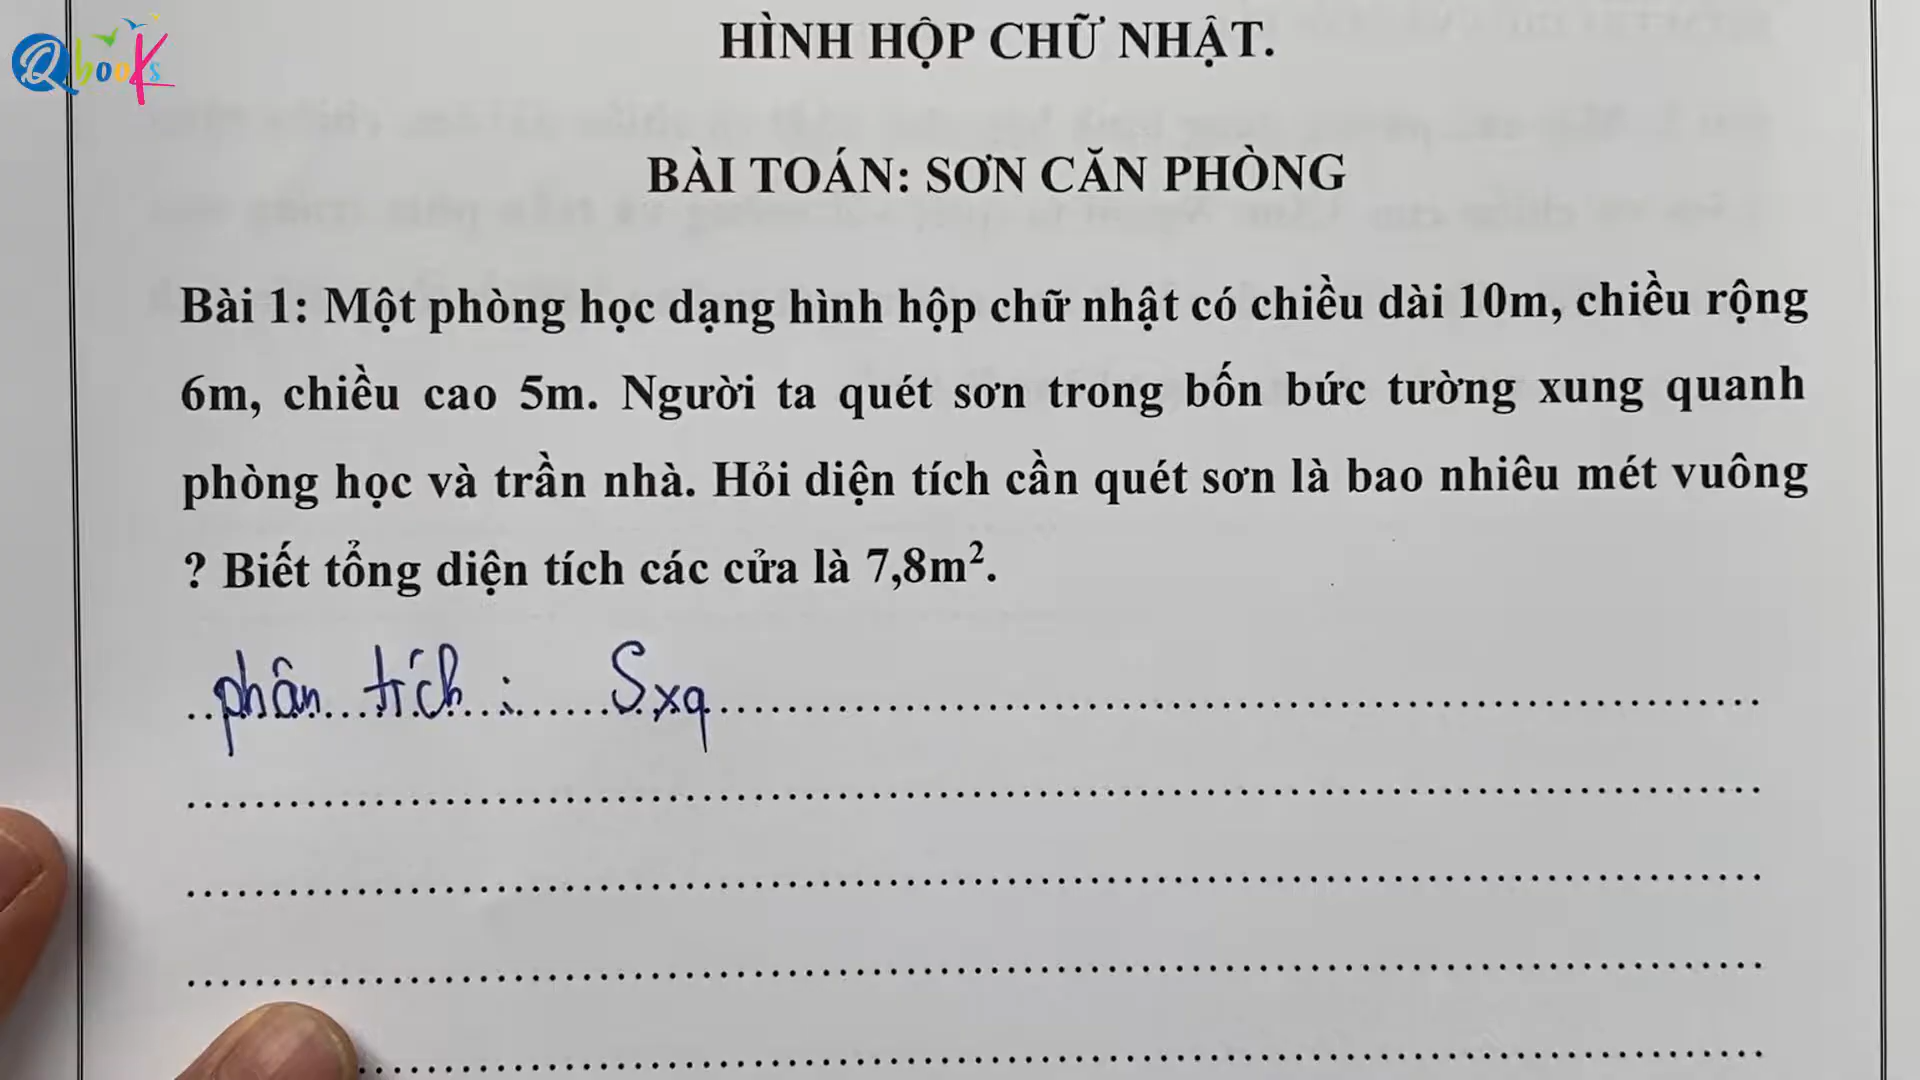 Qbooks
HÌNH HỘP CHỮ NHẬT.
BÀI TOÁN: SƠN CĂN PHÒNG
Bài 1: Một phòng học dạng hình hộp chữ nhật có chiều dài 10m, chiều rộng
6m, chiều cao 5m. Người ta quét sơn trong bốn bức tường xung quanh
phòng học và trần nhà. Hỏi diện tích cần quét sơn là bao nhiêu mét vuông
? Biết tổng diện tích các cửa là 7,8m².
phân tích : Sxq